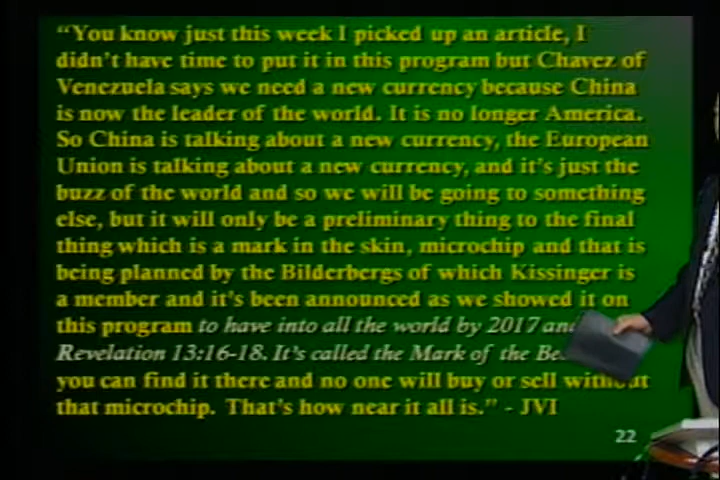 “You know just this week I picked up an article, I
didn’t have time to put it in this program but Chavez of
Venezuela says we need a new currency because China
is now the leader of the world. It is no longer America.
So China is talking about a new currency, the European
Union is talking about a new currency, and it’s just the
buzz of the world and so we will be going to something
else, but it will only be a preliminary thing to the final
thing which is a mark in the skin, microchip and that is
being planned by the Bilderbergs of which Kissinger is
a member and it’s been announced as we showed it on
this program to have into all the world by 2017 and
Revelation 13:16-18. It’s called the Mark of the
you can find it there and no one will buy or sell without
that microchip. That’s how near it all is.” - JVI
22